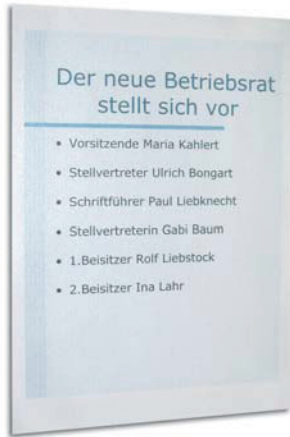 Der neue Betriebsrat
stellt sich vor
• Vorsitzende Maria Kahlert
• Stellvertreter Ulrich Bongart
• Schriftführer Paul Liebknecht
• Stellvertreterin Gabi Baum
• 1.Beisitzer Rolf Liebstock
• 2.Beisitzer Ina Lahr